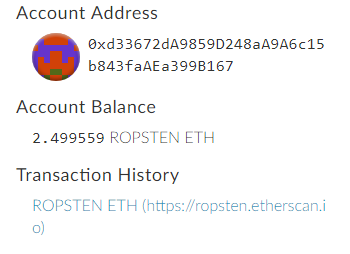 Account Address
0xd33672dA9859D248aA9A6c15
b843faAEa399B167
Account Balance
2.499559 ROPSTEN ETH
Transaction History
ROPSTEN ETH (https://ropsten.etherscan.i
o)